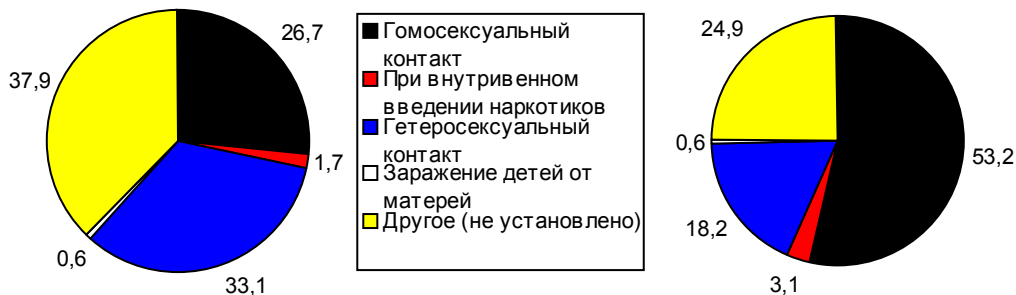 26,7
1,7
33,1
0,6
37,9
Гомосексуальный
контакт
При внутривенном
введении наркотиков
Гетеросексуальный
контакт
Заражение детей от
матерей
Другое (не установлено)
24,9
0,6
18,2
3,1
53,2